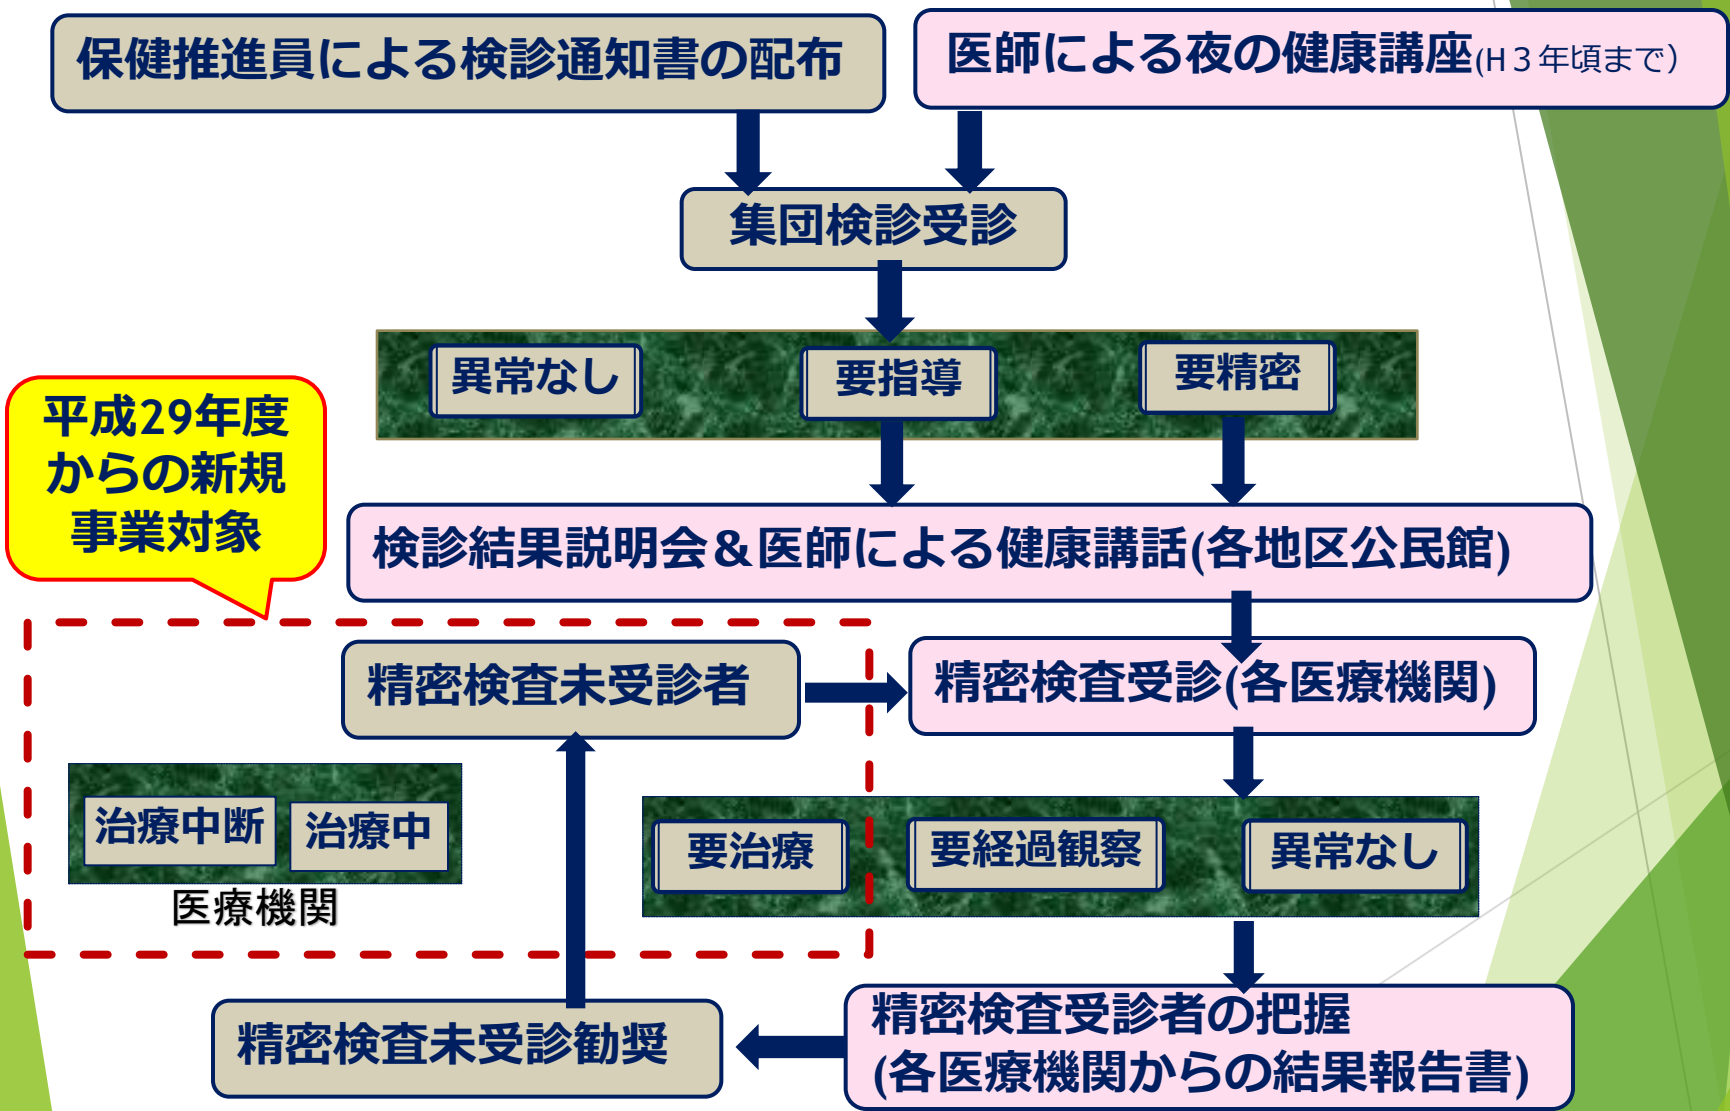 保健推進員による検診通知書の配布
医師による夜の健康講座(H３年頃まで）
集団検診受診
異常なし
要指導
要精密
平成29年度
からの新規
事業対象
検診結果説明会＆医師による健康講話(各地区公民館)
精密検査未受診者
精密検査受診(各医療機関)
治療中断
治療中
医療機関
要治療
要経過観察
異常なし
精密検査未受診勧奨
精密検査受診者の把握
(各医療機関からの結果報告書)